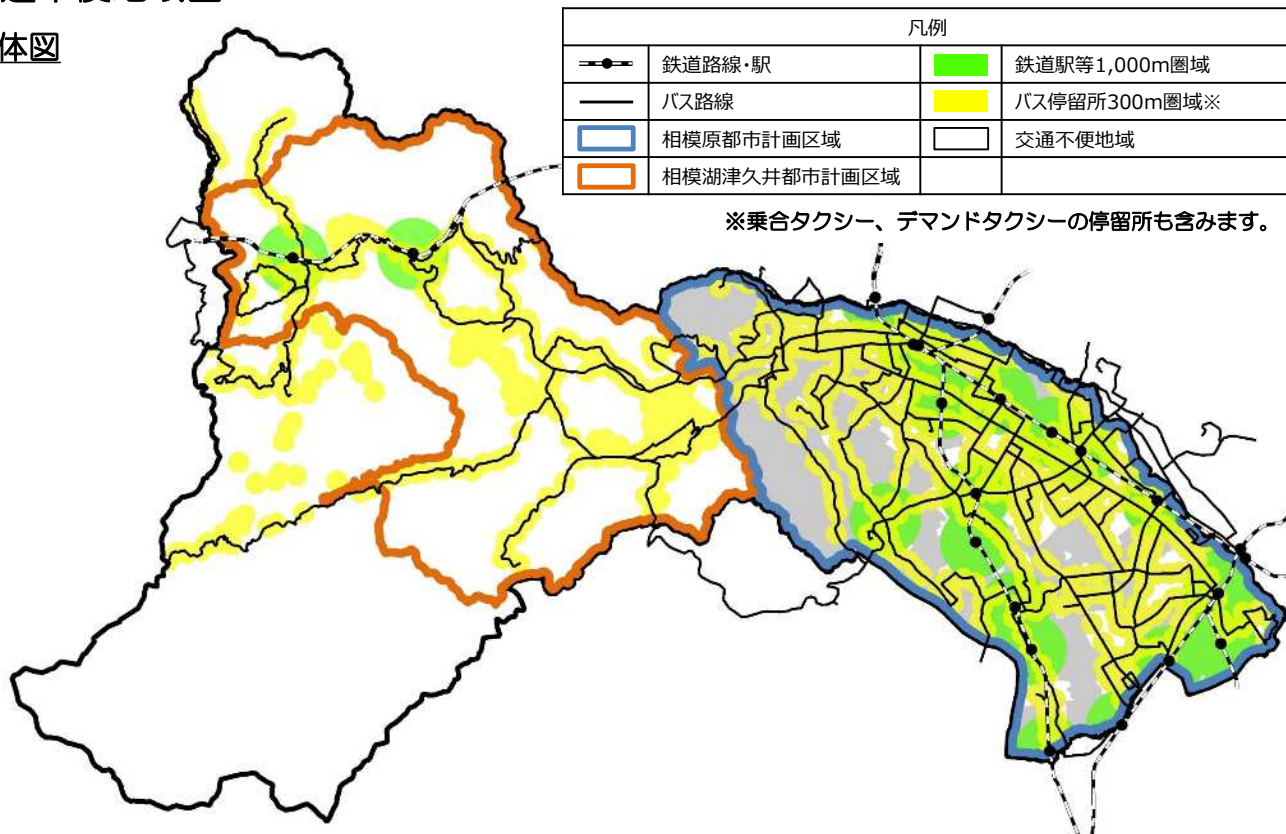 体図
凡例
鉄道路線・駅
鉄道駅等1,000m圏域
バス路線
バス停留所300m圏域※
相模原都市計画区域
交通不便地域
相模湖津久井都市計画区域
※乗合タクシー、デマンドタクシーの停留所も含みます。